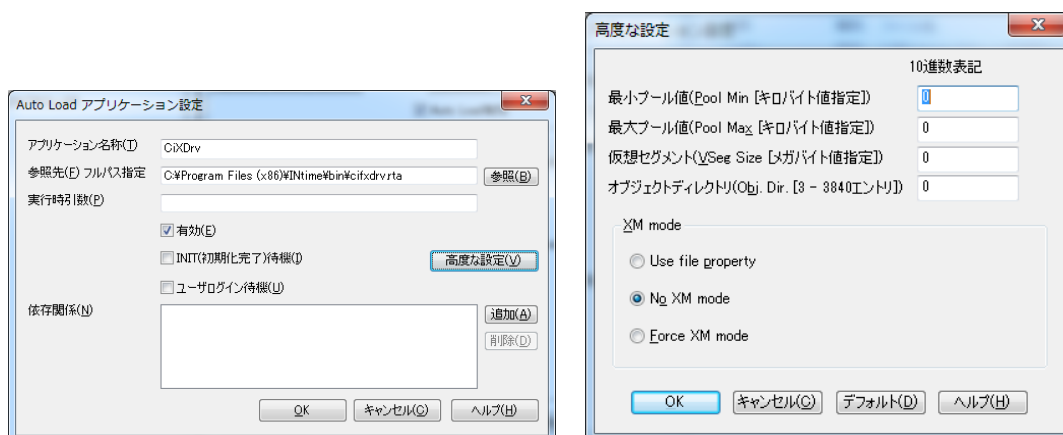 Auto Load アプリケーション設定
アプリケーション名称(T)
CiXDrv
参照先(F) フルパス指定
C:¥Program Files (x86)¥INtime¥bin¥cifxdrv.rta
参照(B)
実行時引数(P)
有効(E)
INIT(初期化完了)待機(I)
高度な設定(V)
ユーザログイン待機(U)
依存関係(N)
追加(A)
削除(D)
OK
キャンセル(C)
ヘルプ(H)
高度な設定
10進数表記
最小プール値(Pool Min [キロバイト値指定])
0
最大プール値(Pool Max [キロバイト値指定])
0
仮想セグメント(VSeg Size [メガバイト値指定])
0
オブジェクトディレクトリ(Obj. Dir. [3 - 3840エントリ])
0
XM mode
Use file property
No XM mode
Force XM mode
OK
キャンセル(C)
デフォルト(D)
ヘルプ(H)